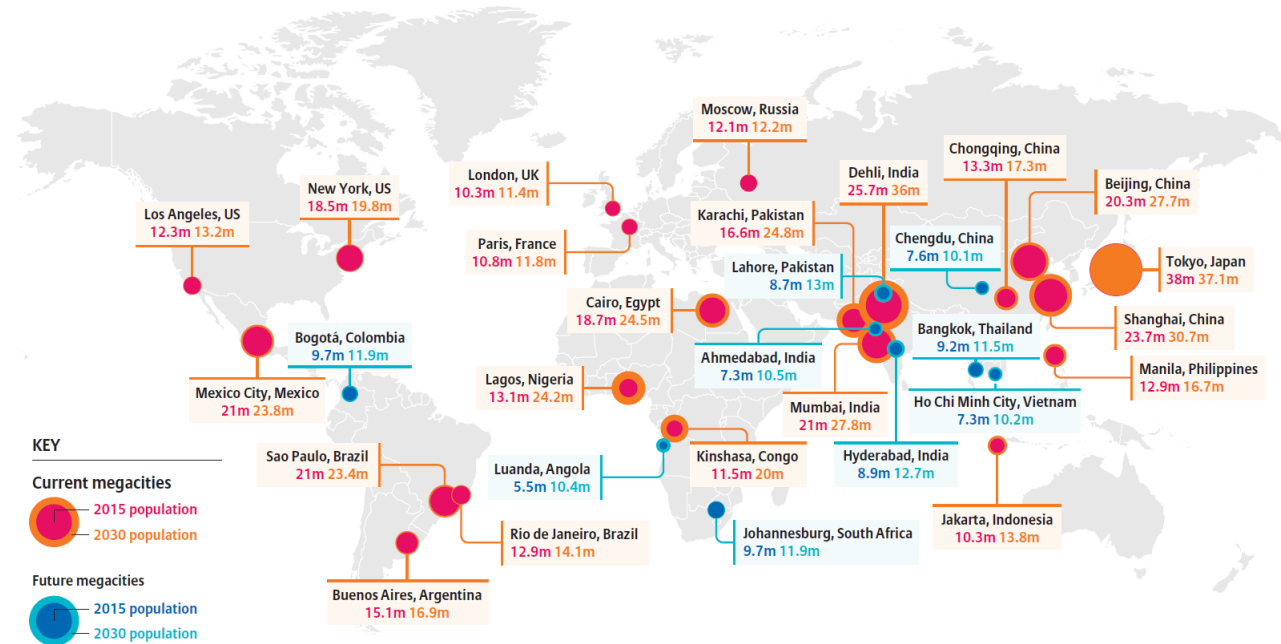 Moscow, Russia
12.1m 12.2m
Chongqing, China
13.3m 17.3m
London, UK
10.3m 11.4m
Dehli, India
25.7m 36m
Beijing, China
20.3m 27.7m
New York, US
18.5m 19.8m
Los Angeles, US
12.3m 13.2m
Karachi, Pakistan
16.6m 24.8m
Chengdu, China
7.6m 10.1m
Paris, France
10.8m 11.8m
Lahore, Pakistan
8.7m 13m
Tokyo, Japan
38m 37.1m
Cairo, Egypt
18.7m 24.5m
Shanghai, China
23.7m 30.7m
Bogotá, Colombia
9.7m 11.9m
Bangkok, Thailand
9.2m 11.5m
Ahmedabad, India
7.3m 10.5m
Manila, Philippines
12.9m 16.7m
Lagos, Nigeria
13.1m 24.2m
Mexico City, Mexico
21m 23.8m
Mumbai, India
21m 27.8m
Ho Chi Minh City, Vietnam
7.3m 10.2m
KEY
Sao Paulo, Brazil
21m 23.4m
Luanda, Angola
5.5m 10.4m
Kinshasa, Congo
11.5m 20m
Hyderabad, India
8.9m 12.7m
Current megacities
2015 population
2030 population
Jakarta, Indonesia
10.3m 13.8m
Rio de Janeiro, Brazil
12.9m 14.1m
Johannesburg, South Africa
9.7m 11.9m
Future megacities
2015 population
2030 population
Buenos Aires, Argentina
15.1m 16.9m